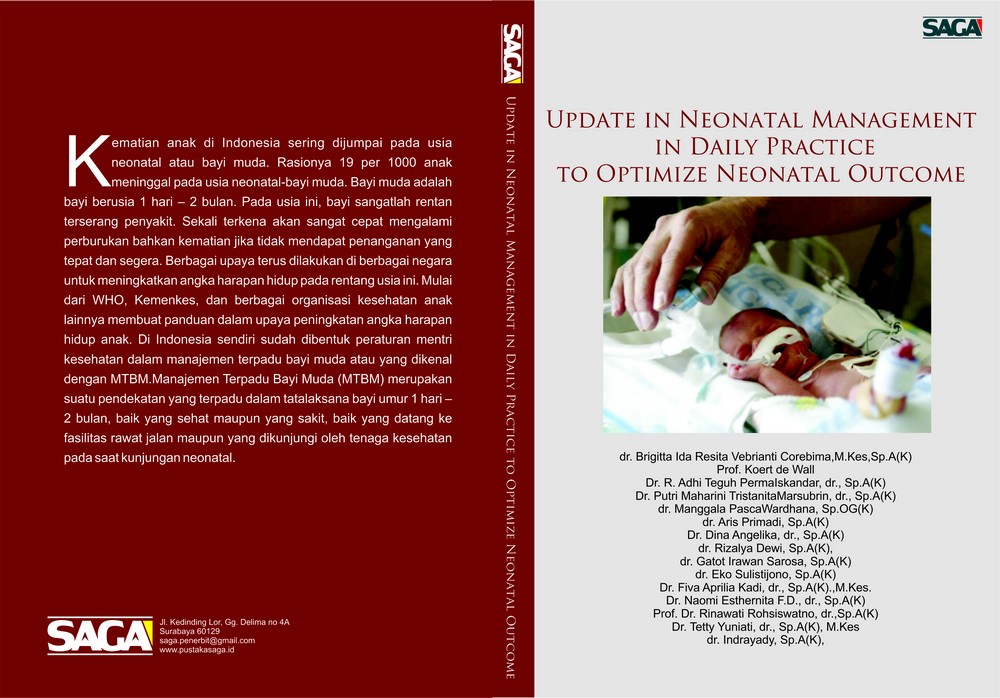 Kematian anak di Indonesia sering dijumpai pada usia
neonatal atau bayi muda. Rasionya 19 per 1000 anak
meninggal pada usia neonatal-bayi muda. Bayi muda adalah
bayi berusia 1 hari – 2 bulan. Pada usia ini, bayi sangatlah rentan
terserang penyakit. Sekali terkena akan sangat cepat mengalami
perburukan bahkan kematian jika tidak mendapat penanganan yang
tepat dan segera. Berbagai upaya terus dilakukan di berbagai negara
untuk meningkatkan angka harapan hidup pada rentang usia ini. Mulai
dari WHO, Kemenkes, dan berbagai organisasi kesehatan anak
lainnya membuat panduan dalam upaya peningkatan angka harapan
hidup anak. Di Indonesia sendiri sudah dibentuk peraturan mentri
kesehatan dalam manajemen terpadu bayi muda atau yang dikenal
dengan MTBM.Manajemen Terpadu Bayi Muda (MTBM) merupakan
suatu pendekatan yang terpadu dalam tatalaksana bayi umur 1 hari –
2 bulan, baik yang sehat maupun yang sakit, baik yang datang ke
fasilitas rawat jalan maupun yang dikunjungi oleh tenaga kesehatan
pada saat kunjungan neonatal.
SAGA
Jl. Kedinding Lor, Gg. Delima no 4A
Surabaya 60129
saga.penerbit@gmail.com
www.pustakasaga.id
SAGA
UPDATE IN NEONATAL MANAGEMENT IN DAILY PRACTICE TO OPTIMIZE NEONATAL OUTCOME
SAGA
UPDATE IN NEONATAL MANAGEMENT
IN DAILY PRACTICE
TO OPTIMIZE NEONATAL OUTCOME
dr. Brigitta Ida Resita Vebrianti Corebima,M.Kes,Sp.A(K)
Prof. Koert de Wall
Dr. R. Adhi Teguh PermaIskandar, dr., Sp.A(K)
Dr. Putri Maharini TristanitaMarsubrin, dr., Sp.A(K)
dr. Manggala PascaWardhana, Sp.OG(K)
dr. Aris Primadi, Sp.A(K)
Dr. Dina Angelika, dr., Sp.A(K)
dr. Rizalya Dewi, Sp.A(K),
dr. Gatot Irawan Sarosa, Sp.A(K)
dr. Eko Sulistijono, Sp.A(K)
Dr. Fiva Aprilia Kadi, dr., Sp.A(K).,M.Kes.
Dr. Naomi Esthernita F.D., dr., Sp.A(K)
Prof. Dr. Rinawati Rohsiswatno, dr.,Sp.A(K)
Dr. Tetty Yuniati, dr., Sp.A(K), M.Kes
dr. Indrayady, Sp.A(K),